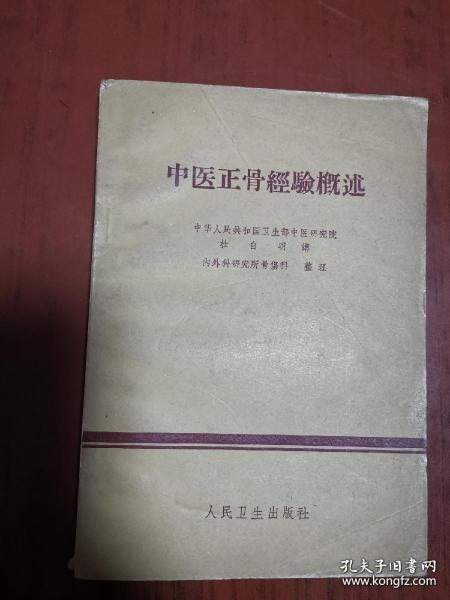 中医正骨經驗概述
中华人民共和国卫生部中医研究院
杜自明講
內外科研究所骨傷科 整理
人民卫生出版社
孔夫子旧书网
www.kongfz.com